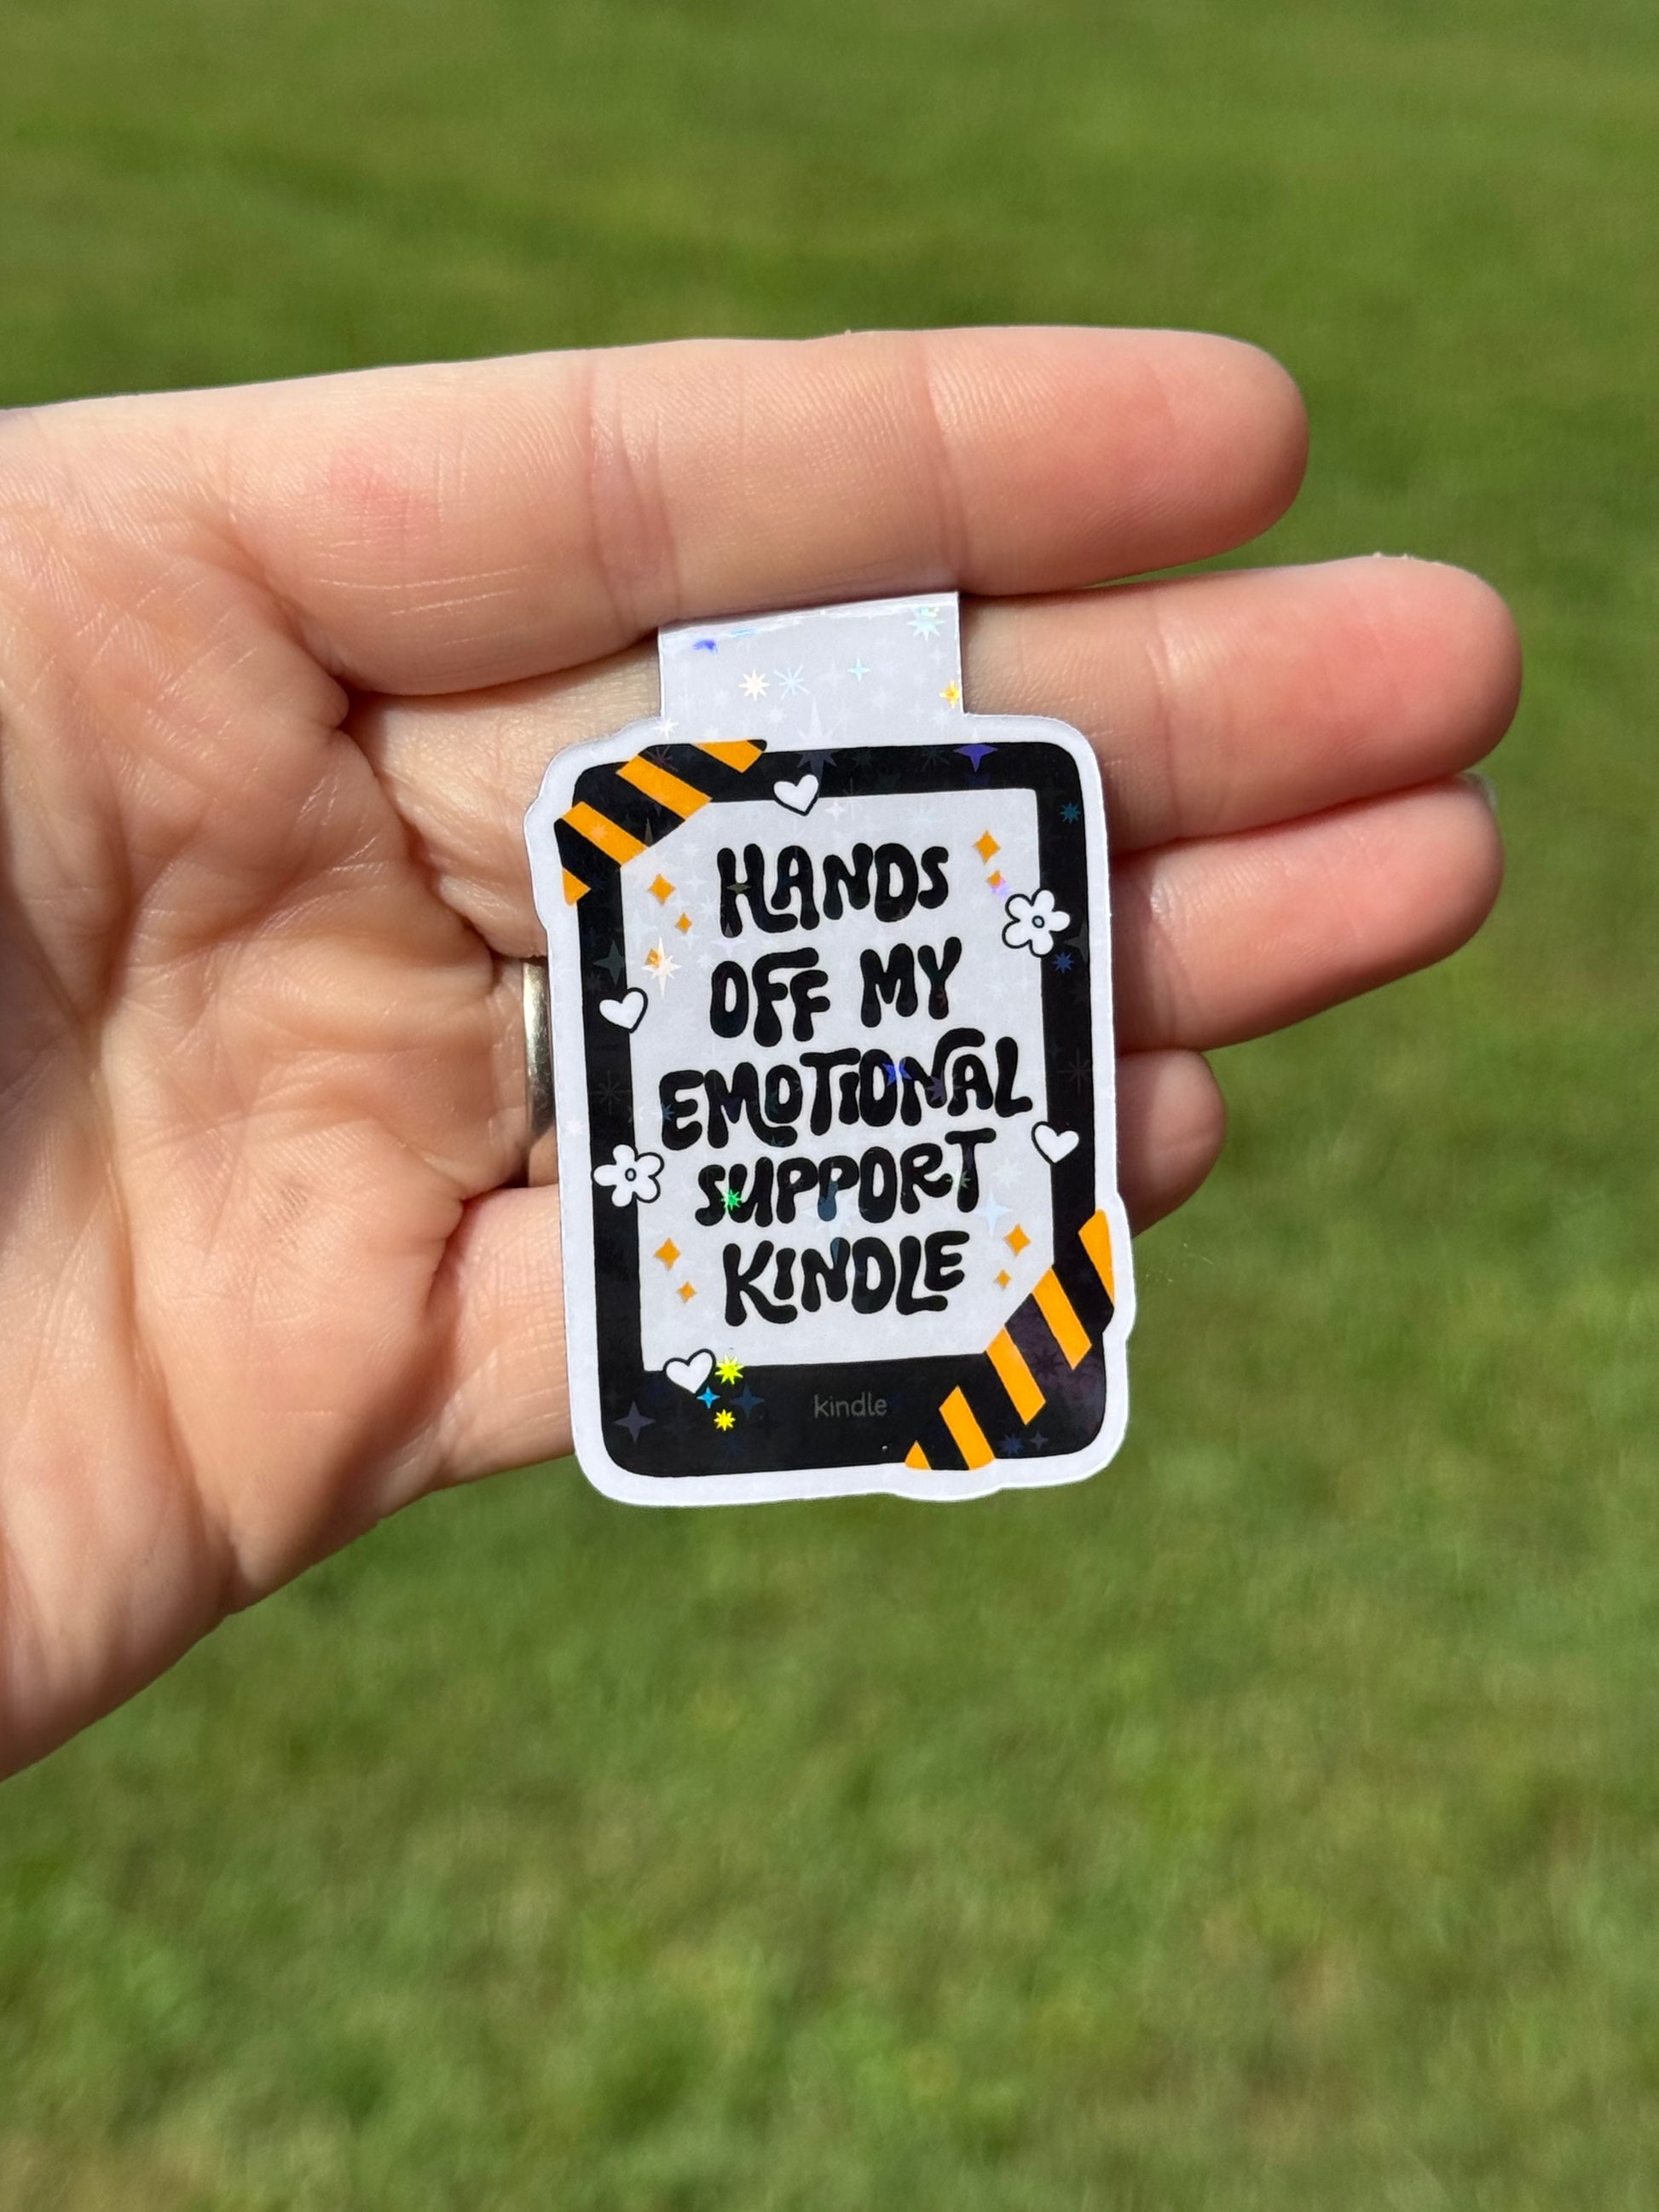 HANDS
OFF MY
EMOTIONAL
SUPPORT
KINDLE
kindle